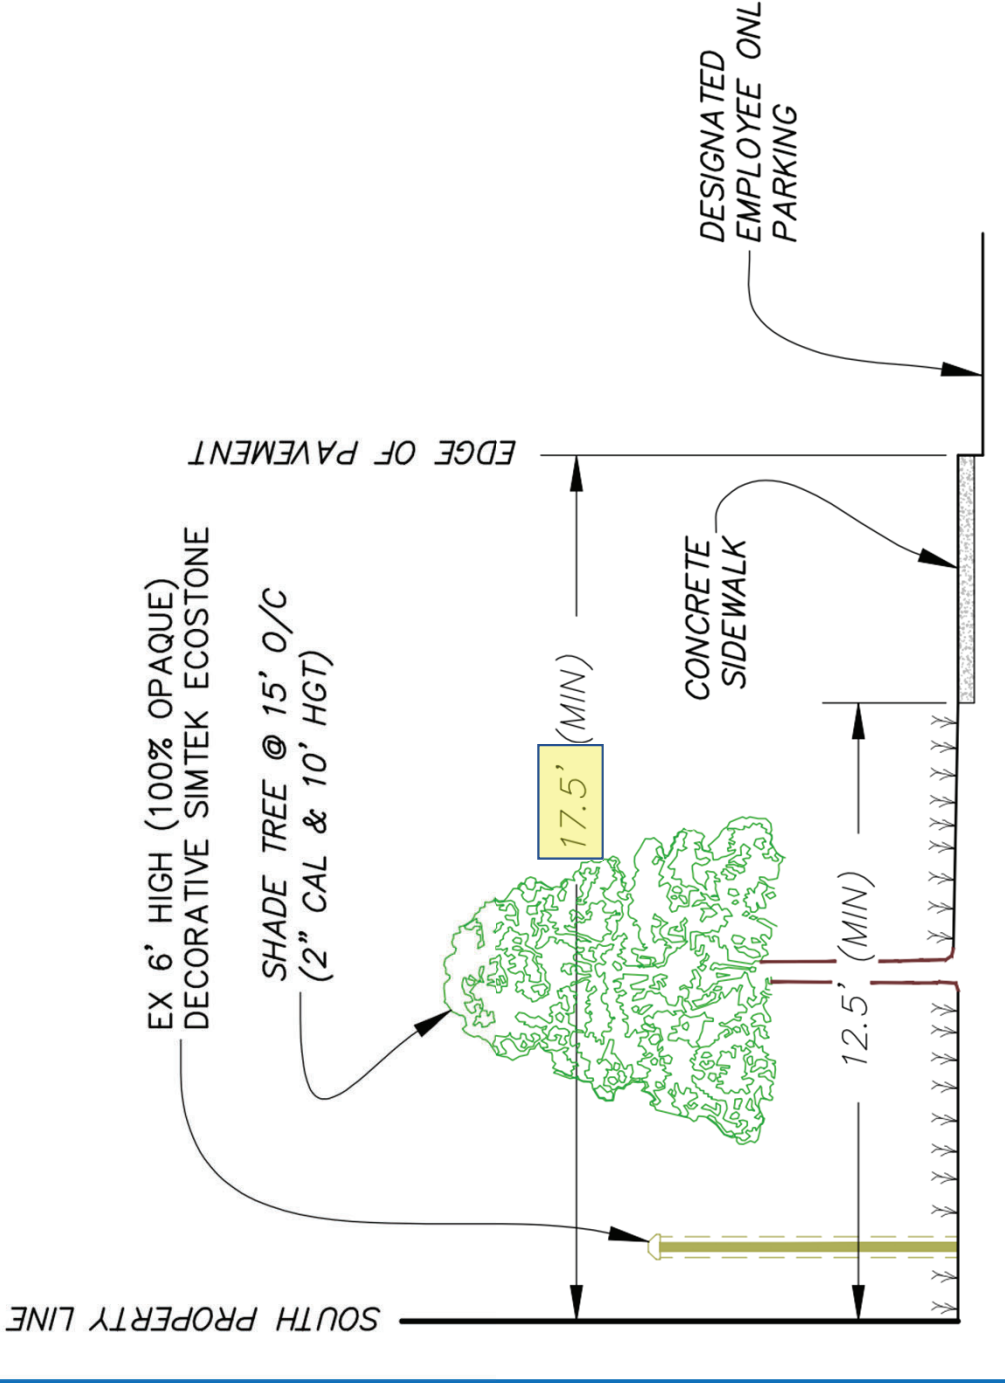 EX 6' HIGH (100% OPAQUE)
DECORATIVE SIMTEK ECOSTONE
SHADE TREE @ 15' O/C
(2" CAL & 10' HGT)
SOUTH PROPERTY LINE
EDGE OF PAVEMENT
17.5' (MIN)
12.5' (MIN)
CONCRETE
SIDEWALK
DESIGNATED
EMPLOYEE ONL
PARKING